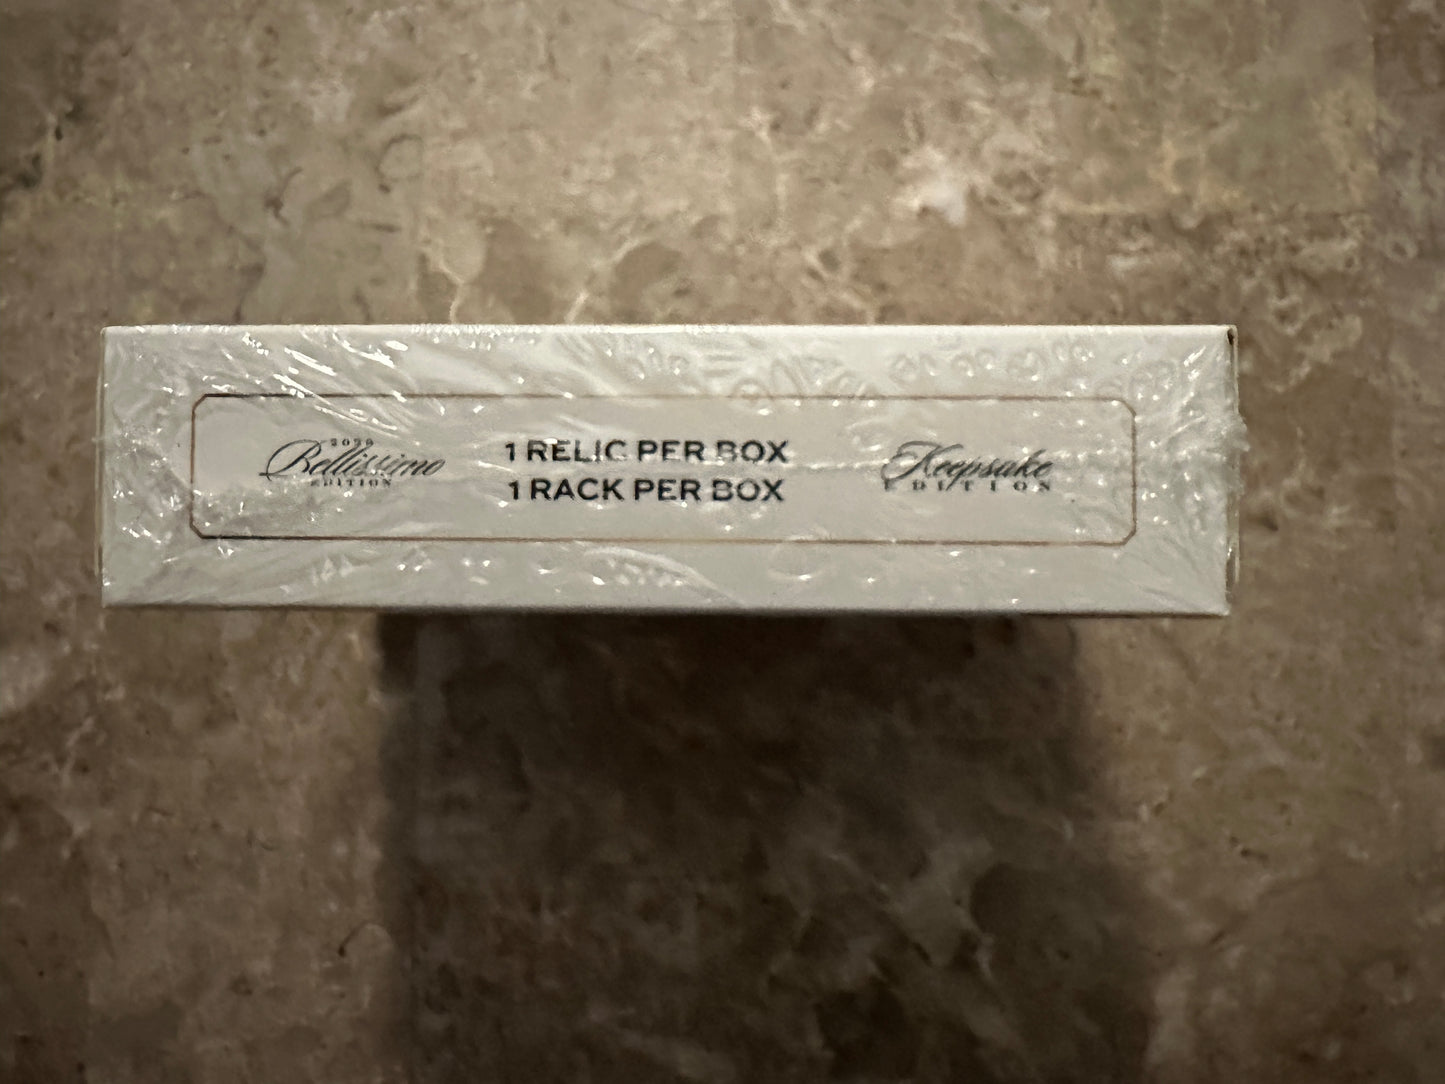 2020
Bellissimo
EDITION
1 RELIC PER BOX
1 RACK PER BOX
Keepsake
EDITION